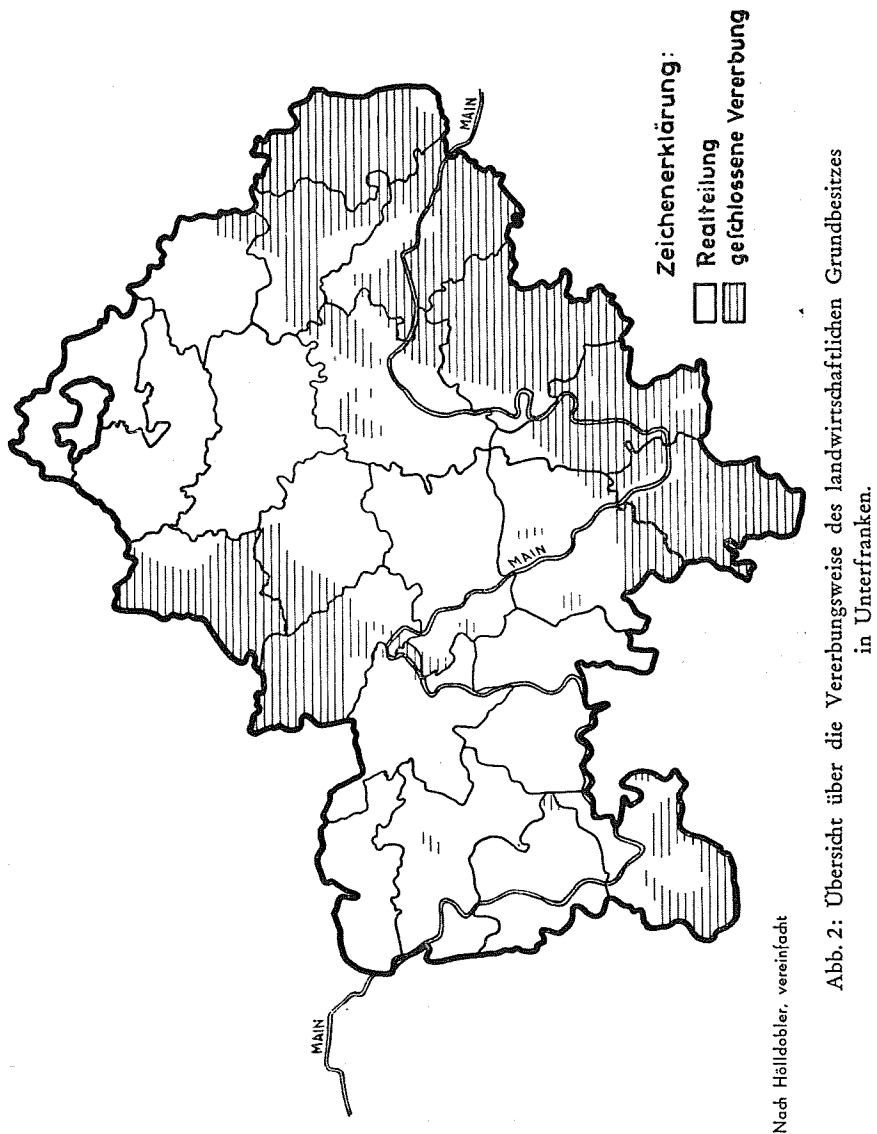 MAIN
MAIN
MAIN
Zeichenerklärung:
Realteilung
geſchlossene Vererbung
Nach Hölldobler, vereinfacht
Abb. 2: Übersicht über die Vererbungsweise des landwirtschaftlichen Grundbesitzes
in Unterfranken.